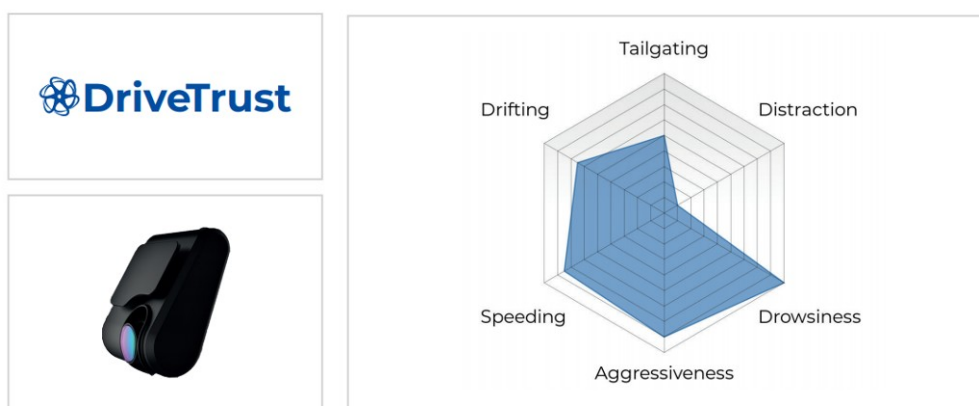 DriveTrust
Tailgating
Drifting
Distraction
Speeding
Drowsiness
Aggressiveness